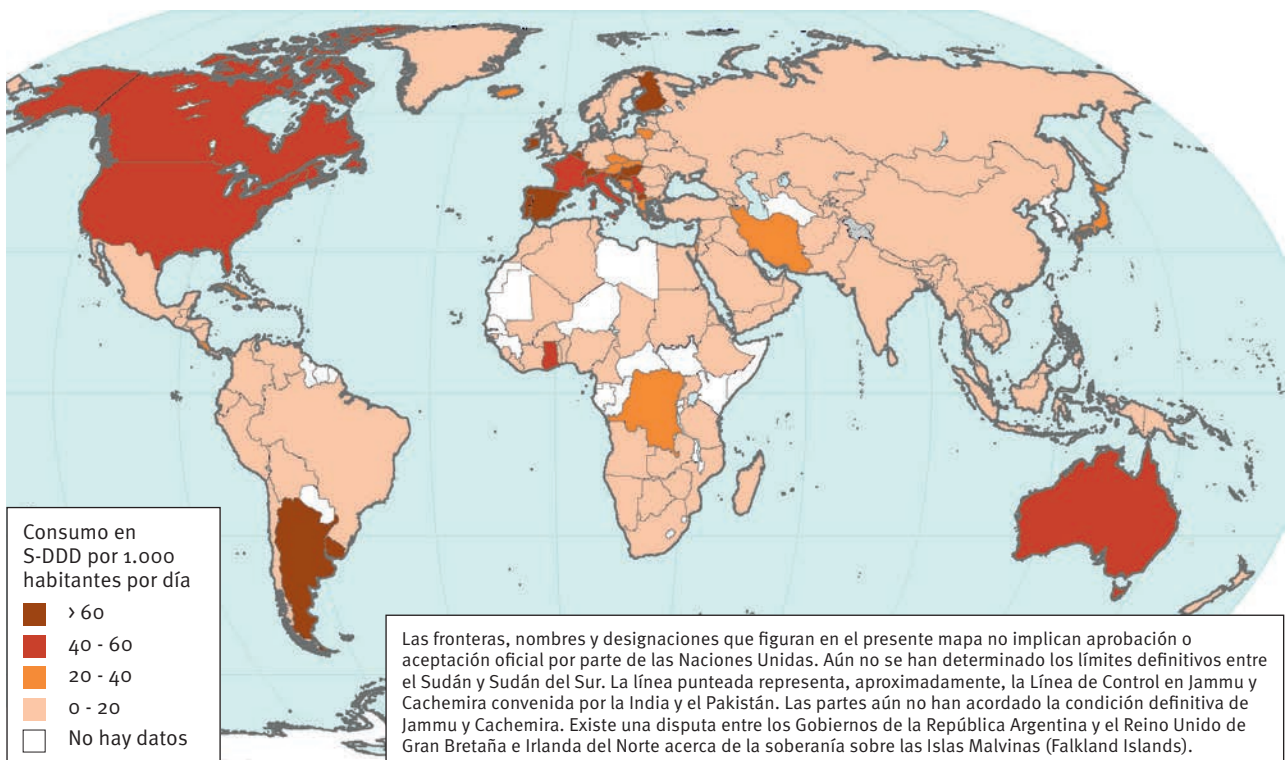 Consumo en
S-DDD por 1.000
habitantes por día
> 60
40 - 60
20 - 40
0 - 20
No hay datos
Las fronteras, nombres y designaciones que figuran en el presente mapa no implican aprobación o
aceptación oficial por parte de las Naciones Unidas. Aún no se han determinado los límites definitivos entre
el Sudán y Sudán del Sur. La línea punteada representa, aproximadamente, la Línea de Control en Jammu y
Cachemira convenida por la India y el Pakistán. Las partes aún no han acordado la condición definitiva de
Jammu y Cachemira. Existe una disputa entre los Gobiernos de la República Argentina y el Reino Unido de
Gran Bretaña e Irlanda del Norte acerca de la soberanía sobre las Islas Malvinas (Falkland Islands).